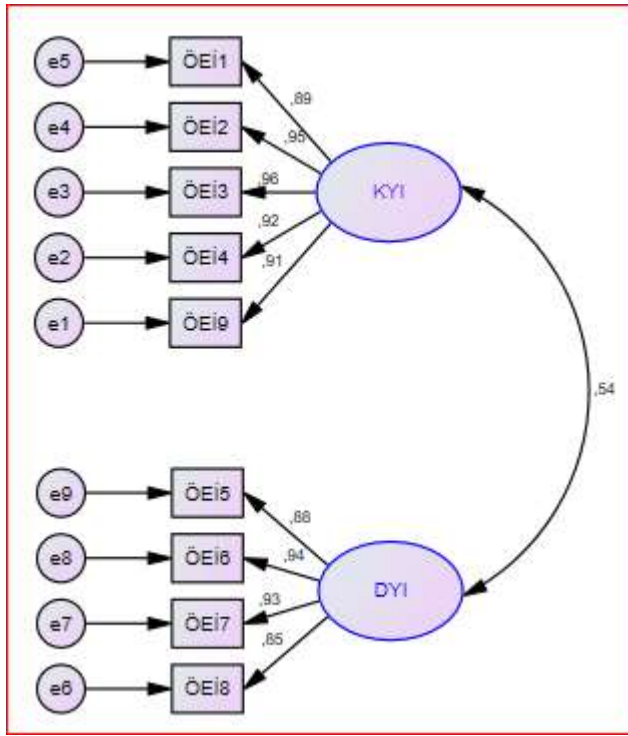 e5 ÖEİ1
,89
e4 ÖEİ2
,95
e3 ÖEİ3
,96
KYI
e2 ÖEİ4
,92
e1 ÖEİ9
,91
,54
e9 ÖEİ5
,88
e8 ÖEİ6
,94
e7 ÖEİ7
,93
DYI
e6 ÖEİ8
,85